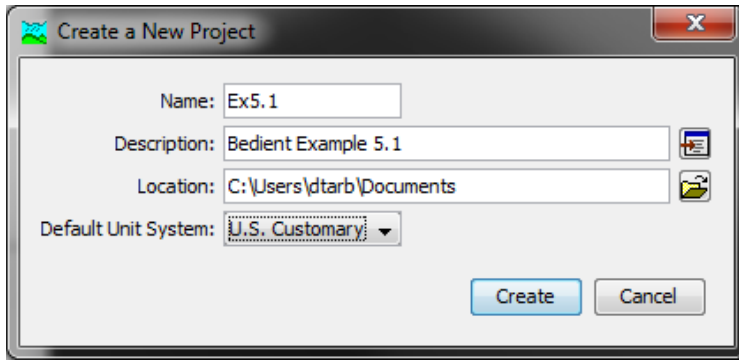 Create a New Project
Name: Ex5.1
Description: Bedient Example 5.1
Location: C:\Users\dtarb\Documents
Default Unit System: U.S. Customary
Create Cancel